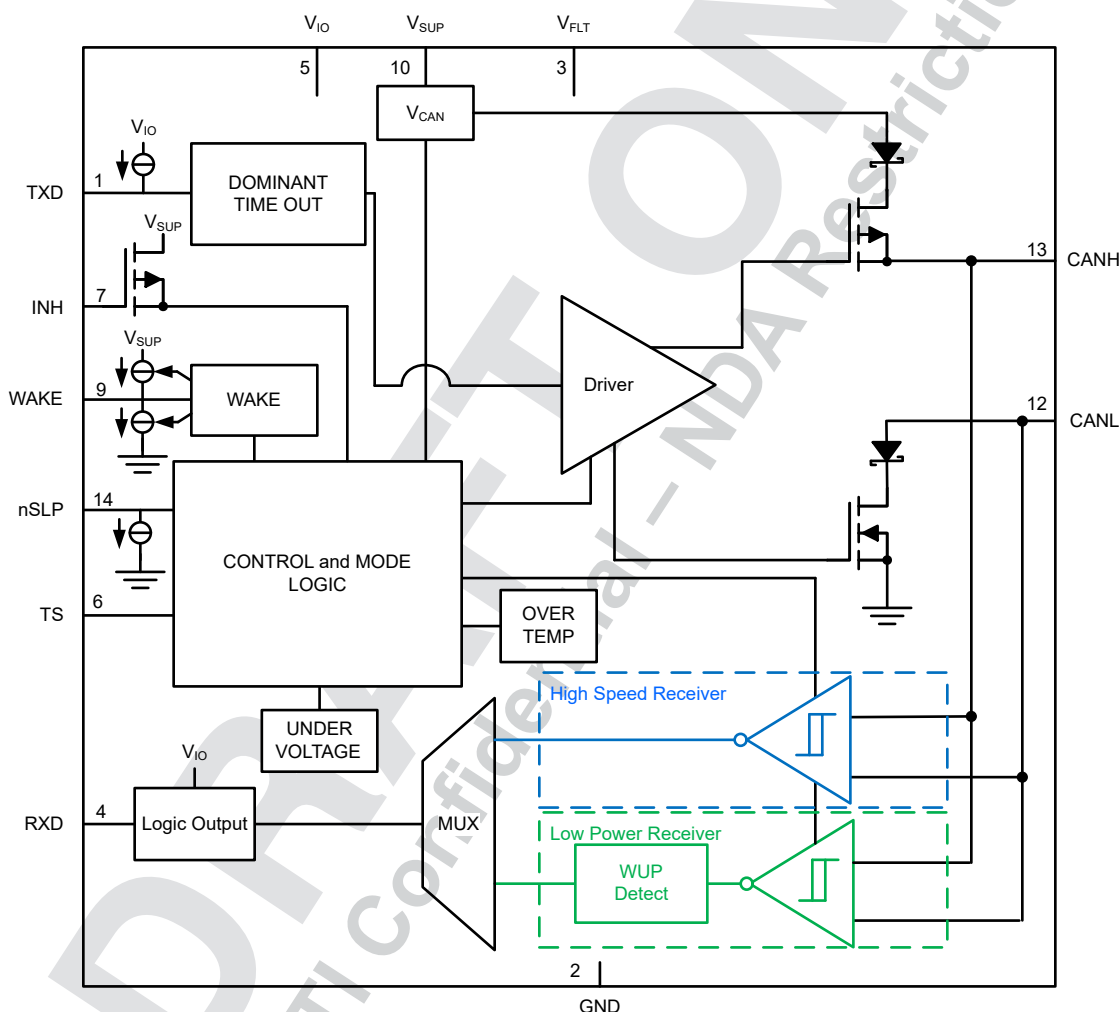 VIO
VSUP
VFLT
5
10
3
VCAN
VIO
TXD
1
DOMINANT
TIME OUT
VSUP
INH
7
13
CANH
VSUP
WAKE
9
WAKE
Driver
12
CANL
nSLP
14
CONTROL and MODE
LOGIC
TS
6
OVER
TEMP
High Speed Receiver
UNDER
VOLTAGE
VIO
RXD
4
Logic Output
MUX
Low Power Receiver
WUP
Detect
2
GND
DRAFT ON
TI Confidential – NDA Restricti